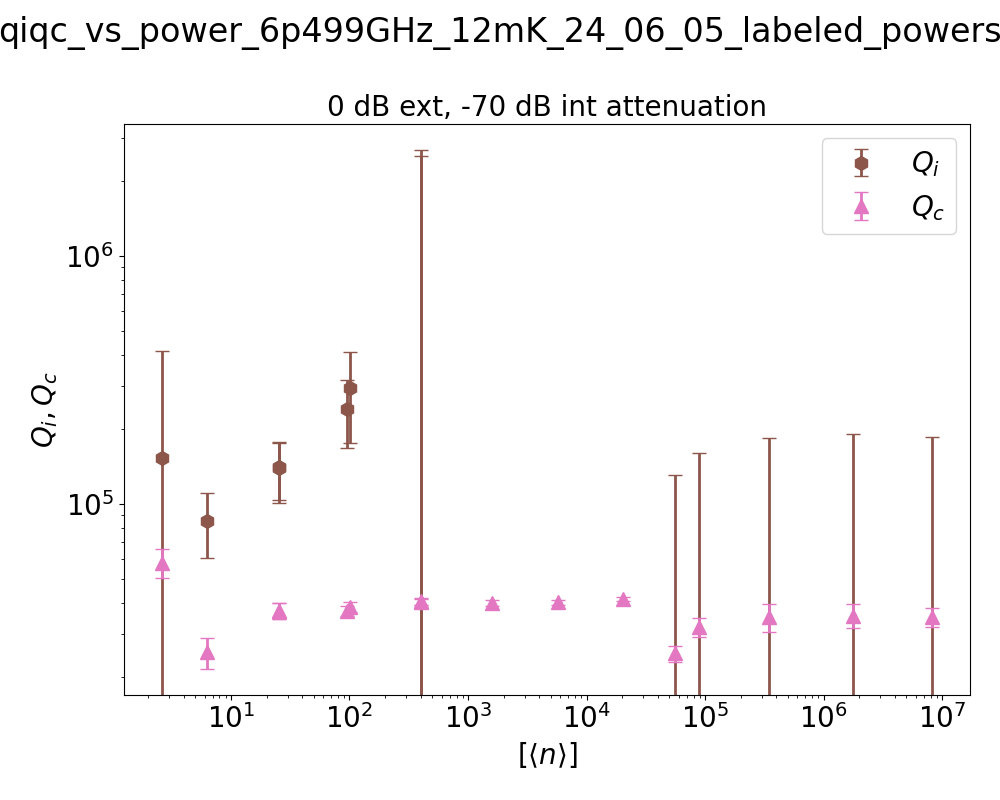 qiqc_vs_power_6p499GHz_12mK_24_06_05_labeled_powers
0 dB ext, -70 dB int attenuation
Q_i
Q_c
10^6
10^5
Q_i, Q_c
10^1 10^2 10^3 10^4 10^5 10^6 10^7
[⟨n⟩]